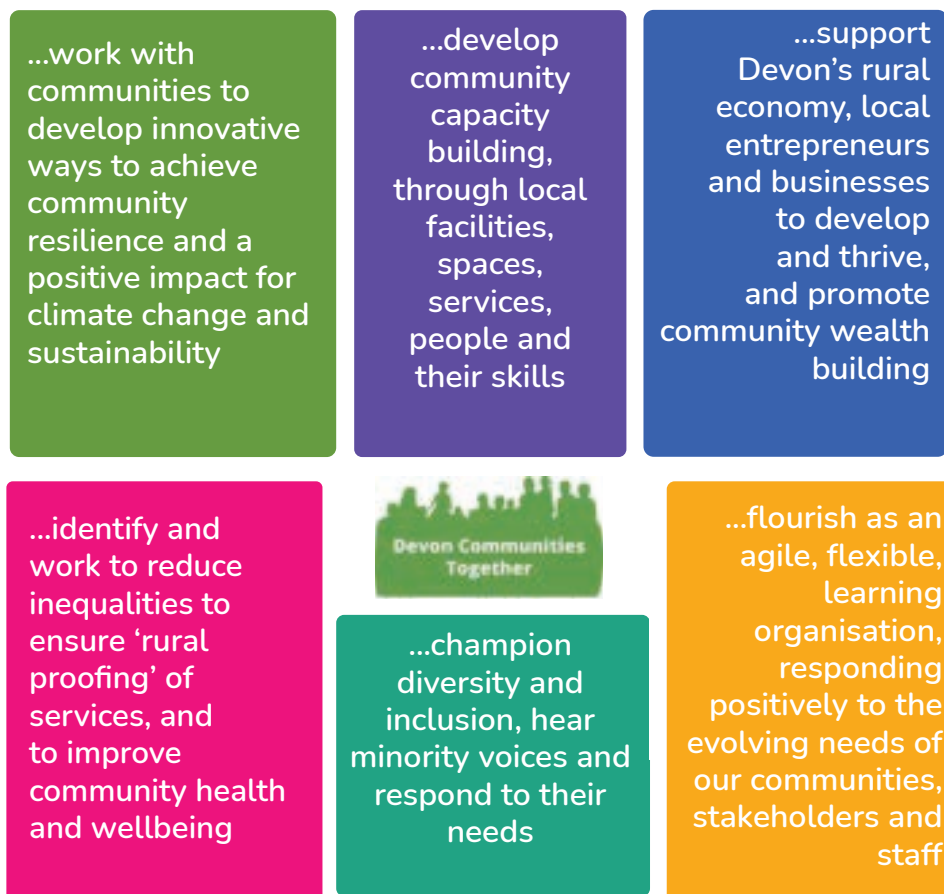 ...work with
communities to
develop innovative
ways to achieve
community
resilience and a
positive impact for
climate change and
sustainability
...develop
community
capacity
building,
through local
facilities,
spaces,
services,
people and
their skills
...support
Devon’s rural
economy, local
entrepreneurs
and businesses
to develop
and thrive,
and promote
community wealth
building
...identify and
work to reduce
inequalities to
ensure ‘rural
proofing’ of
services, and
to improve
community health
and wellbeing
Devon Communities
Together
...champion
diversity and
inclusion, hear
minority voices and
respond to their
needs
...flourish as an
agile, flexible,
learning
organisation,
responding
positively to the
evolving needs of
our communities,
stakeholders and
staff